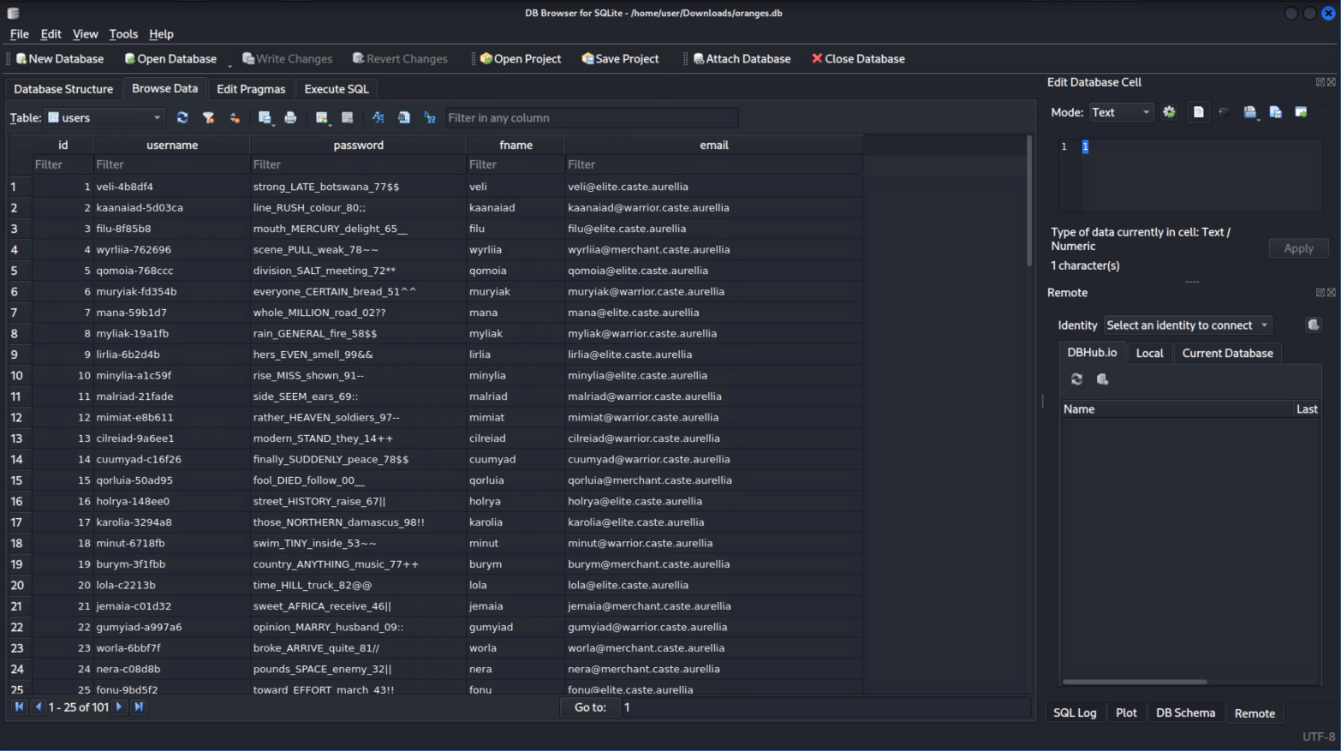 DB Browser for SQLite - /home/user/Downloads/oranges.db
File Edit View Tools Help
New Database Open Database Write Changes Revert Changes Open Project Save Project Attach Database Close Database
Database Structure Browse Data Edit Pragmas Execute SQL
Table: users Filter in any column
id username password fname email
Filter Filter Filter Filter Filter
1 1 veli-4b8df4 strong_LATE_botswana_77$$ veli veli@elite.caste.aurellia
2 2 kaanaiad-5d03ca line_RUSH_colour_80;; kaanaiad kaanaiad@warrior.caste.aurellia
3 3 filu-8f85b8 mouth_MERCURY_delight_65__ filu filu@elite.caste.aurellia
4 4 wyrliia-762696 scene_PULL_weak_78~~ wyrliia wyrliia@merchant.caste.aurellia
5 5 qomoia-768ccc division_SALT_meeting_72** qomoia qomoia@elite.caste.aurellia
6 6 muryiak-fd354b everyone_CERTAIN_bread_51^^ muryiak muryiak@warrior.caste.aurellia
7 7 mana-59b1d7 whole_MILLION_road_02?? mana mana@elite.caste.aurellia
8 8 myliak-19a1fb rain_GENERAL_fire_58$$ myliak myliak@warrior.caste.aurellia
9 9 lirlia-6b2d4b hers_EVEN_smell_99&& lirlia lirlia@elite.caste.aurellia
10 10 minylia-a1c59f rise_MISS_shown_91-- minylia minylia@elite.caste.aurellia
11 11 malriad-21fade side_SEEM_ears_69:: malriad malriad@warrior.caste.aurellia
12 12 mimiat-e8b611 rather_HEAVEN_soldiers_97-- mimiat mimiat@warrior.caste.aurellia
13 13 cilreiad-9a6ee1 modern_STAND_they_14++ cilreiad cilreiad@warrior.caste.aurellia
14 14 cuumyad-c16f26 finally_SUDDENLY_peace_78$$ cuumyad cuumyad@warrior.caste.aurellia
15 15 qorluia-50ad95 fool_DIED_follow_00__ qorluia qorluia@merchant.caste.aurellia
16 16 holrya-148ee0 street_HISTORY_raise_67|| holrya holrya@elite.caste.aurellia
17 17 karolia-3294a8 those_NORTHERN_damascus_98!! karolia karolia@elite.caste.aurellia
18 18 minut-6718fb swim_TINY_inside_53~~ minut minut@warrior.caste.aurellia
19 19 burym-3f1fbb country_ANYTHING_music_77++ burym burym@merchant.caste.aurellia
20 20 lola-c2213b time_HILL_truck_82@@ lola lola@elite.caste.aurellia
21 21 jemaia-c01d32 sweet_AFRICA_receive_46|| jemaia jemaia@merchant.caste.aurellia
22 22 gumyiad-a997a6 opinion_MARRY_husband_09:: gumyiad gumyiad@warrior.caste.aurellia
23 23 worla-6bbf7f broke_ARRIVE_quite_81// worla worla@merchant.caste.aurellia
24 24 nera-c08d8b pounds_SPACE_enemy_32|| nera nera@merchant.caste.aurellia
25 25 fonu-9bd5f2 toward_EFFORT_march_43!! fonu fonu@elite.caste.aurellia
1 - 25 of 101 Go to: 1
Edit Database Cell
Mode: Text
1 1
Type of data currently in cell: Text /
Numeric
Apply
1 character(s)
Remote
Identity Select an identity to connect
DBHub.io Local Current Database
Name Last
SQL Log Plot DB Schema Remote
UTF-8